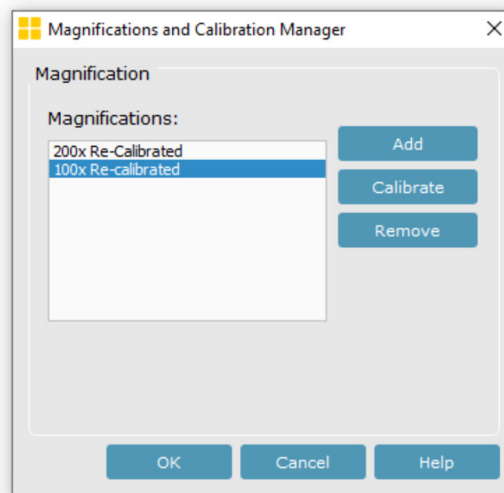 Magnifications and Calibration Manager
Magnification
Magnifications:
200x Re-Calibrated
100x Re-calibrated
Add
Calibrate
Remove
OK
Cancel
Help